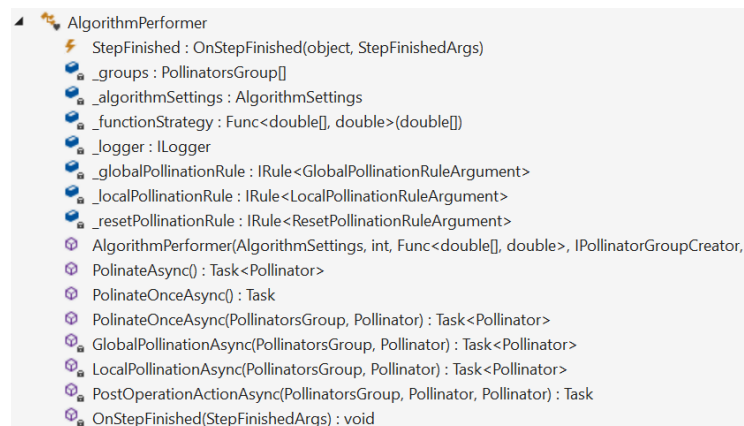 AlgorithmPerformer
StepFinished : OnStepFinished(object, StepFinishedArgs)
_groups : PollinatorsGroup[]
_algorithmSettings : AlgorithmSettings
_functionStrategy : Func<double[], double>(double[])
_logger : ILogger
_globalPollinationRule : IRule<GlobalPollinationRuleArgument>
_localPollinationRule : IRule<LocalPollinationRuleArgument>
_resetPollinationRule : IRule<ResetPollinationRuleArgument>
AlgorithmPerformer(AlgorithmSettings, int, Func<double[], double>, IPollinatorGroupCreator,
PolinateAsync() : Task<Pollinator>
PolinateOnceAsync() : Task
PolinateOnceAsync(PollinatorsGroup, Pollinator) : Task<Pollinator>
GlobalPollinationAsync(PollinatorsGroup, Pollinator) : Task<Pollinator>
LocalPollinationAsync(PollinatorsGroup, Pollinator) : Task<Pollinator>
PostOperationActionAsync(PollinatorsGroup, Pollinator, Pollinator) : Task
OnStepFinished(StepFinishedArgs) : void